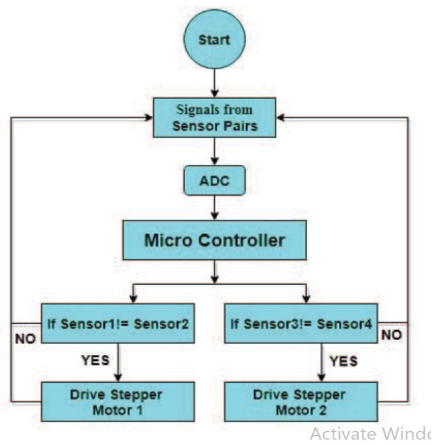 Start
Signals from
Sensor Pairs
ADC
Micro Controller
If Sensor1!= Sensor2
If Sensor3!= Sensor4
NO
NO
YES
YES
Drive Stepper
Motor 1
Drive Stepper
Motor 2
Activate Windo